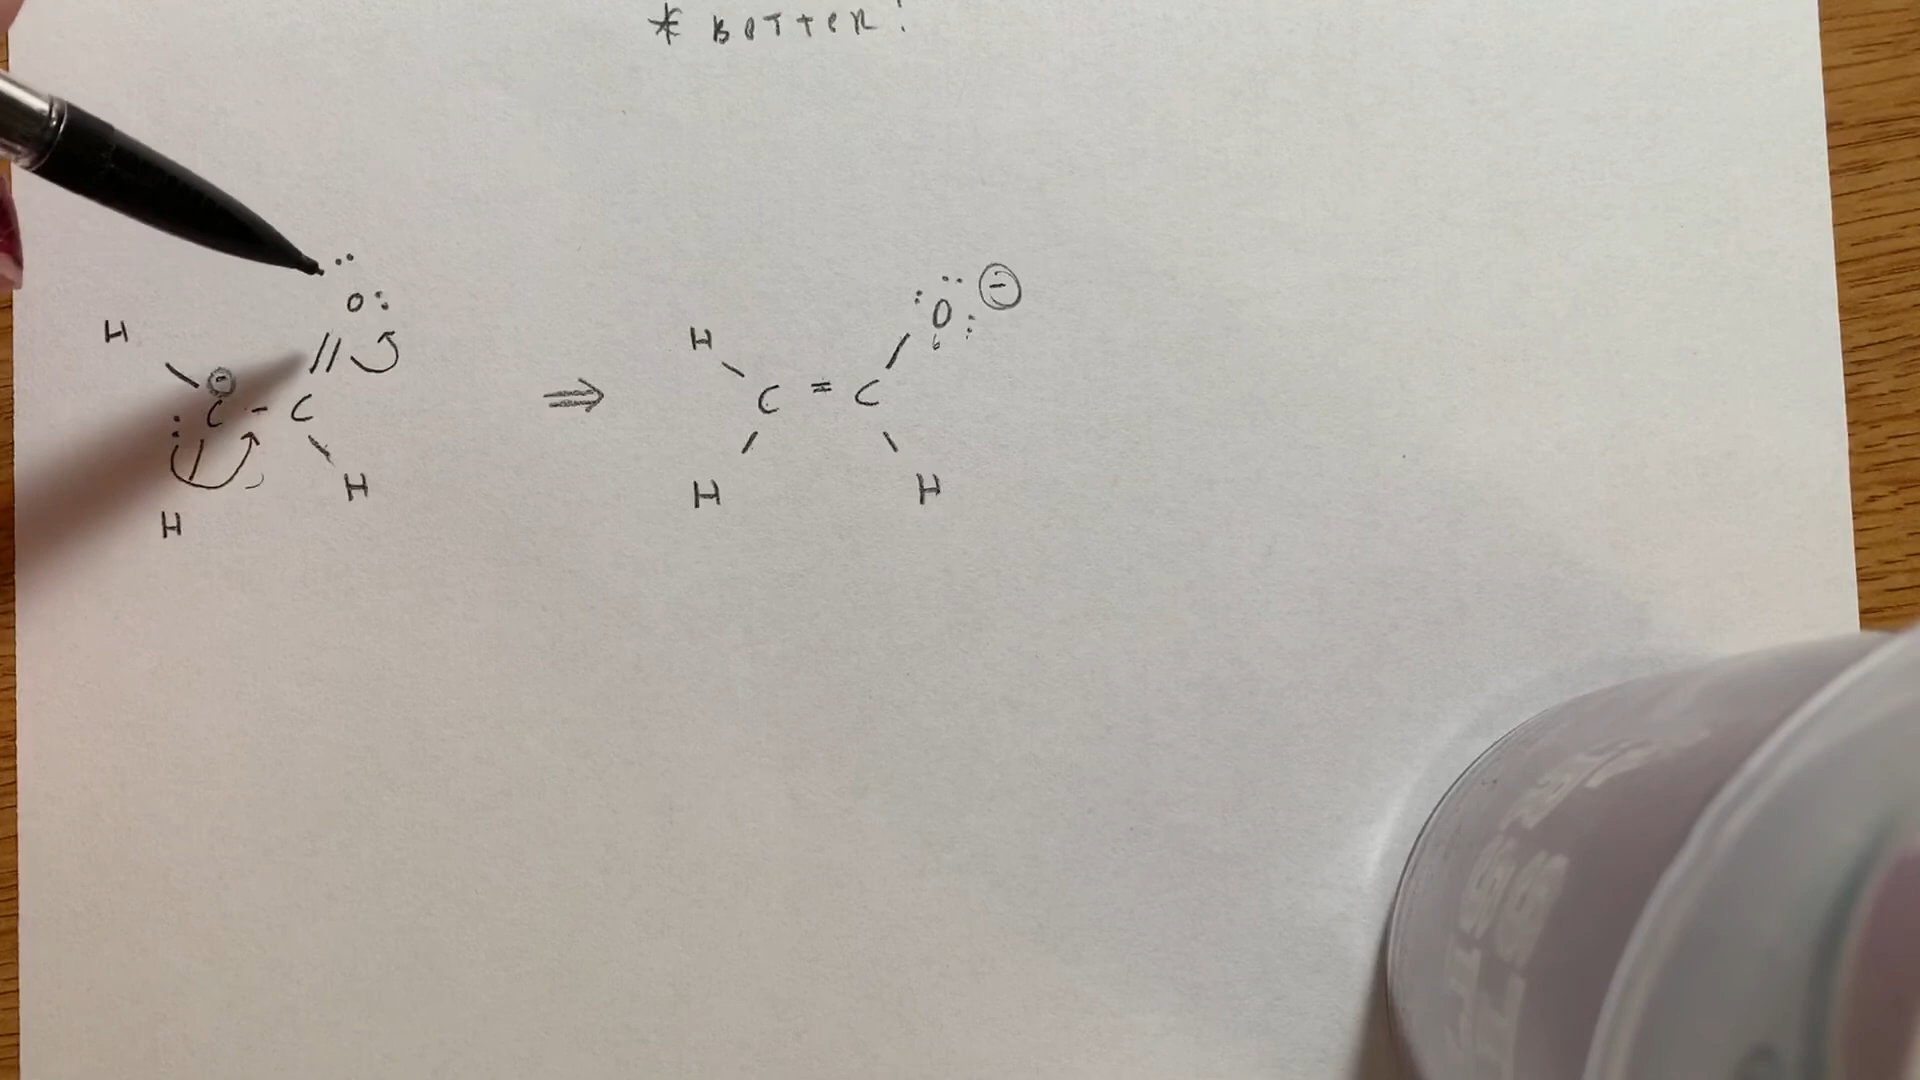 * BETTER!
O:
H
H O ⊖
⊖
: C - C ⇒ C = C
H H H
H